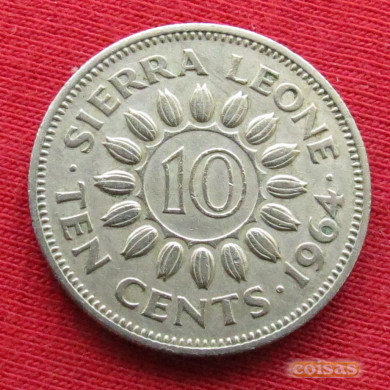 · SIERRA LEONE ·
TEN CENTS · 1964
10
coisas